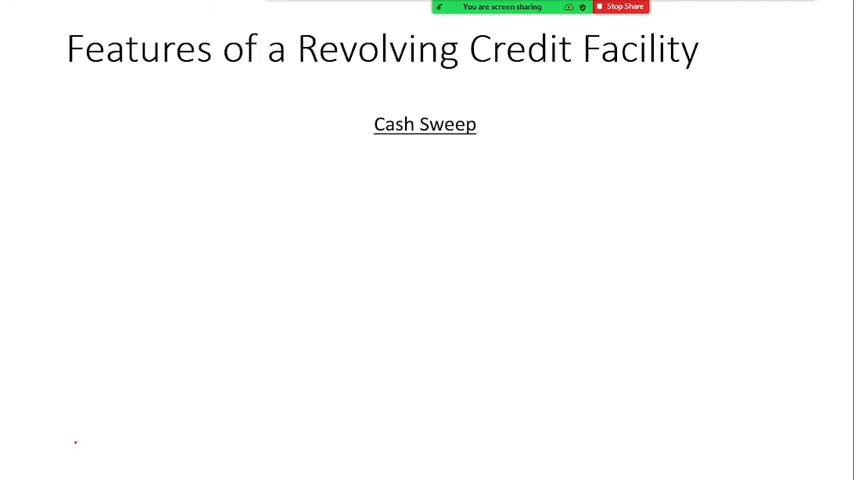 You are screen sharing
Stop Share
Features of a Revolving Credit Facility
Cash Sweep